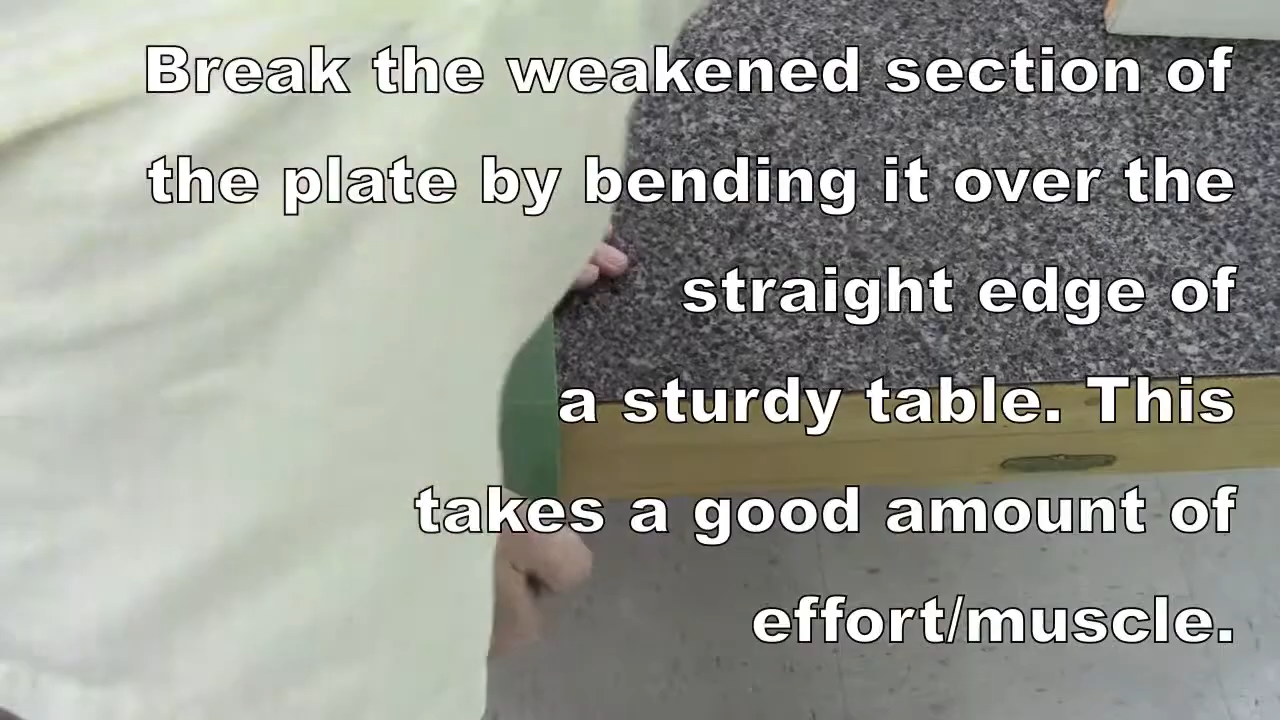 Break the weakened section of
the plate by bending it over the
straight edge of
a sturdy table. This
takes a good amount of
effort/muscle.